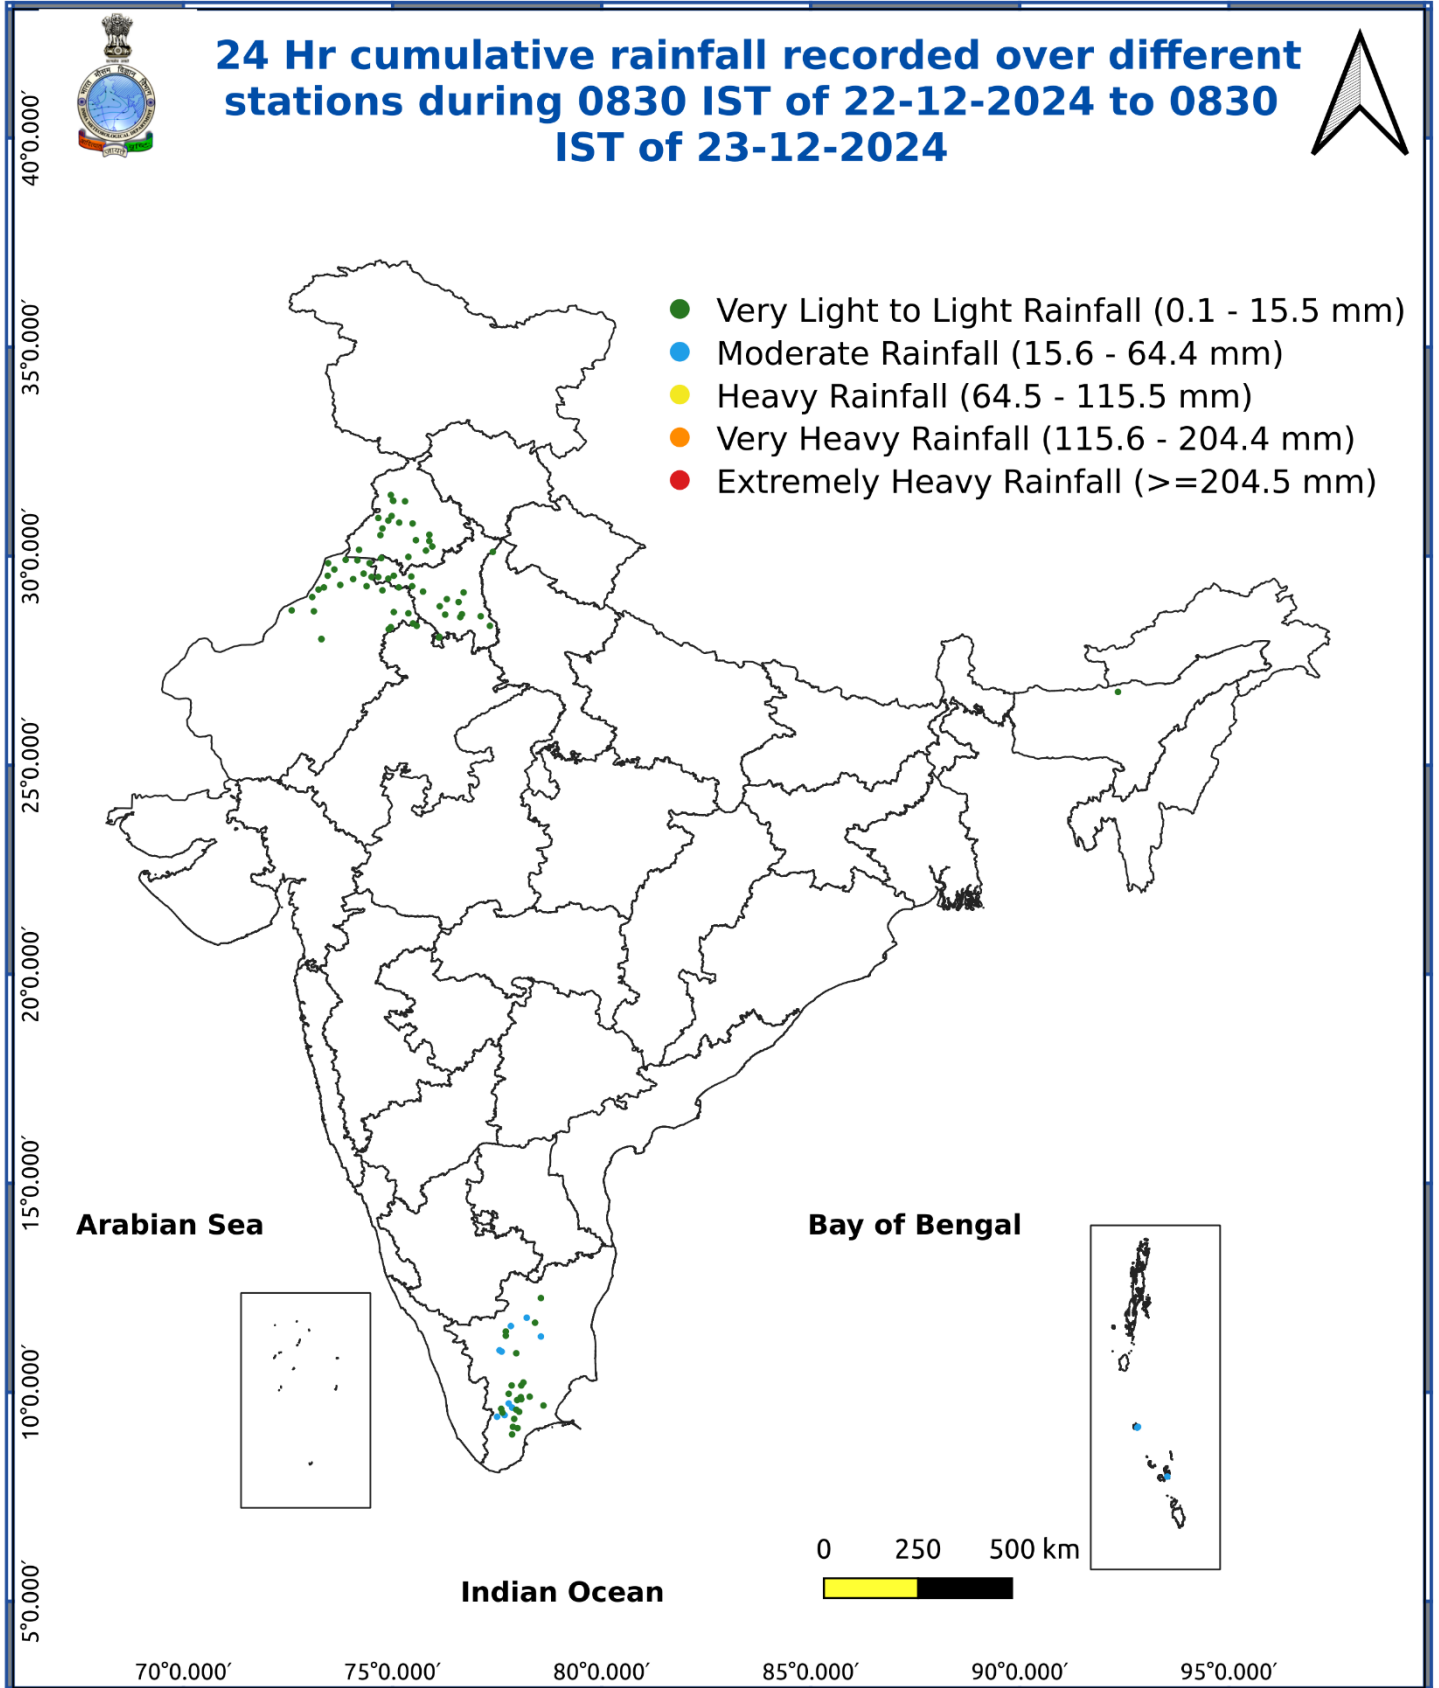 24 Hr cumulative rainfall recorded over different
stations during 0830 IST of 22-12-2024 to 0830
IST of 23-12-2024
Very Light to Light Rainfall (0.1 - 15.5 mm)
Moderate Rainfall (15.6 - 64.4 mm)
Heavy Rainfall (64.5 - 115.5 mm)
Very Heavy Rainfall (115.6 - 204.4 mm)
Extremely Heavy Rainfall (>=204.5 mm)
40°0.000′
35°0.000′
30°0.000′
25°0.000′
20°0.000′
15°0.000′
10°0.000′
5°0.000′
Arabian Sea
Bay of Bengal
Indian Ocean
0 250 500 km
70°0.000′ 75°0.000′ 80°0.000′ 85°0.000′ 90°0.000′ 95°0.000′